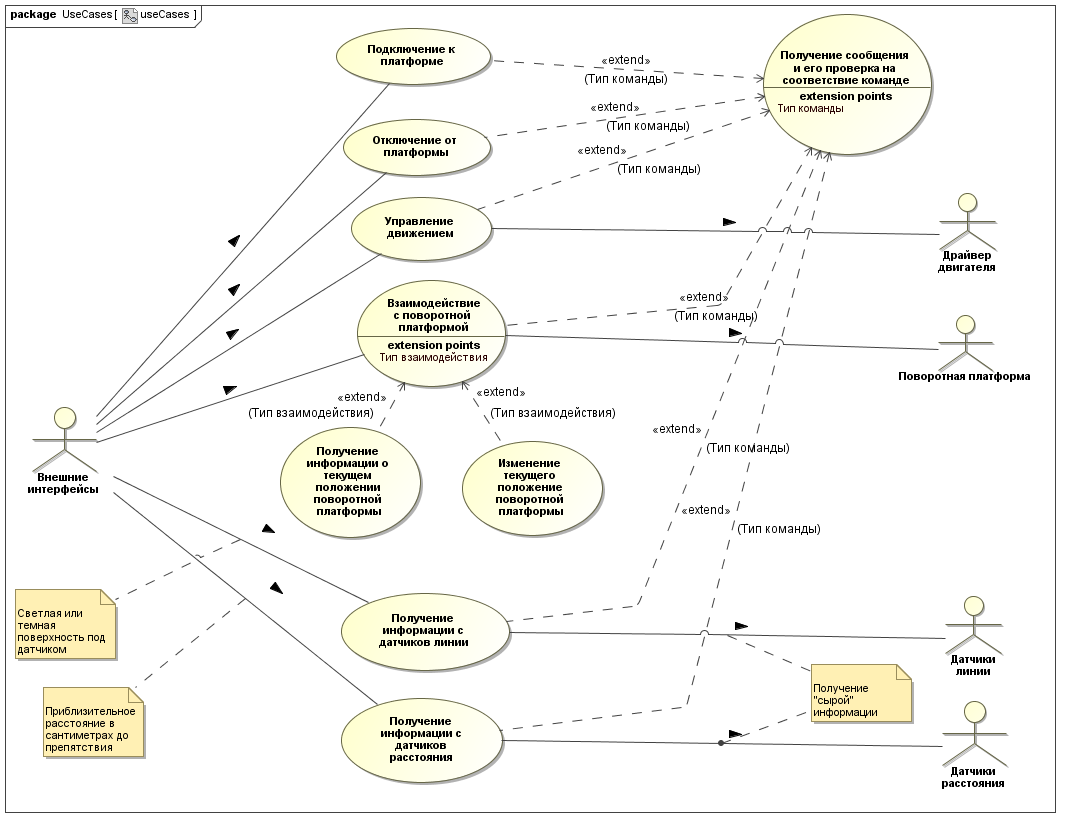 package UseCases [ useCases ]
Подключение к
платформе
«extend»
(Тип команды)
Получение сообщения
и его проверка на
соответствие команде
extension points
Тип команды
Отключение от
платформы
«extend»
(Тип команды)
«extend»
(Тип команды)
Управление
движением
Драйвер
двигателя
Взаимодействие
с поворотной
платформой
extension points
Тип взаимодействия
«extend»
(Тип команды)
Поворотная платформа
«extend»
(Тип взаимодействия)
«extend»
(Тип взаимодействия)
Внешние
интерфейсы
Получение
информации о
текущем
положении
поворотной
платформы
Изменение
текущего
положение
поворотной
платформы
«extend»
(Тип команды)
«extend»
(Тип команды)
Светлая или
темная
поверхность под
датчиком
Получение
информации с
датчиков линии
Датчики
линии
Приблизительное
расстояние в
сантиметрах до
препятствия
Получение
"сырой"
информации
Получение
информации с
датчиков
расстояния
Датчики
расстояния